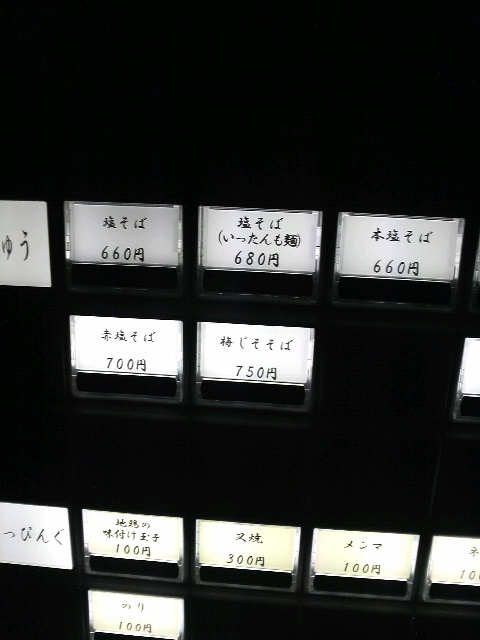 ゆう
塩そば
660円
塩そば
(いったんも麺)
680円
本塩そば
660円
赤塩そば
700円
梅じそそば
750円
っぴんぐ
地鶏の
味付け玉子
100円
叉焼
300円
メンマ
100円
ネ
10
のり
100円